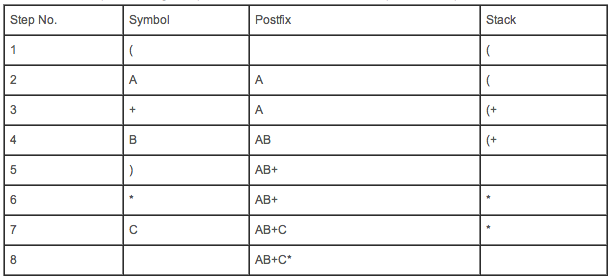 Step No. Symbol Postfix Stack
1 ( (
2 A A (
3 + A (+
4 B AB (+
5 ) AB+
6 * AB+ *
7 C AB+C *
8 AB+C*